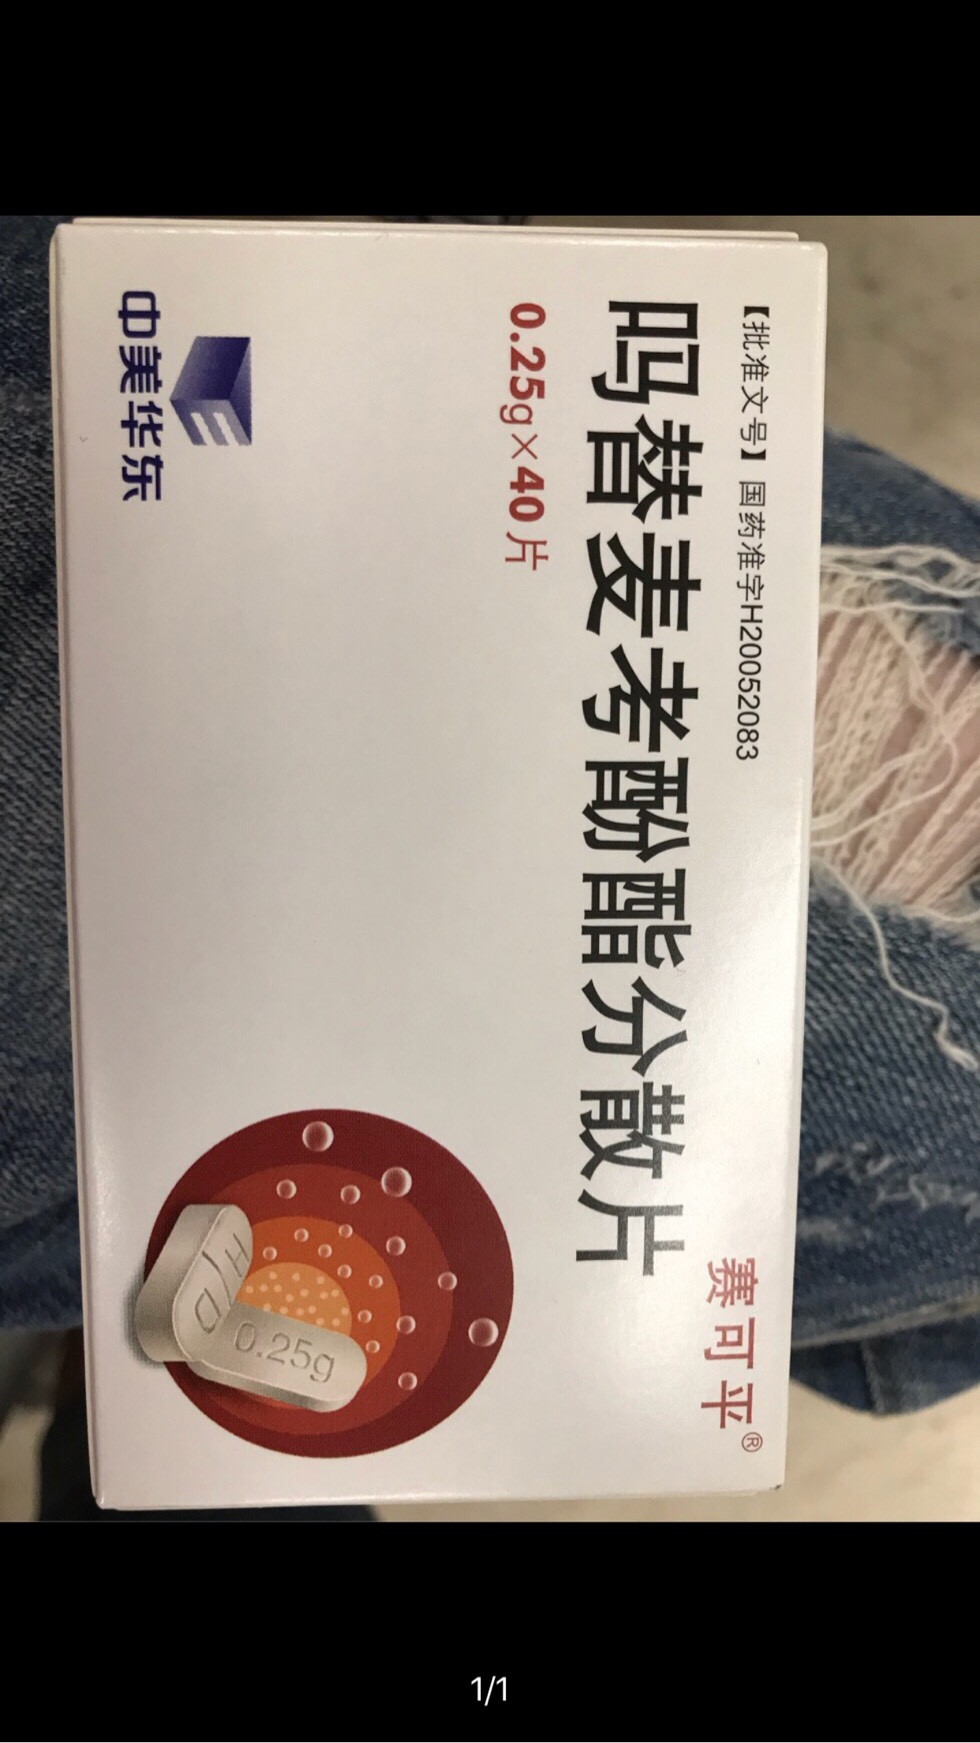 【批准文号】国药准字H20052083
赛可平®
吗替麦考酚酯分散片
0.25g×40片
中美华东
H D
0.25g
1/1